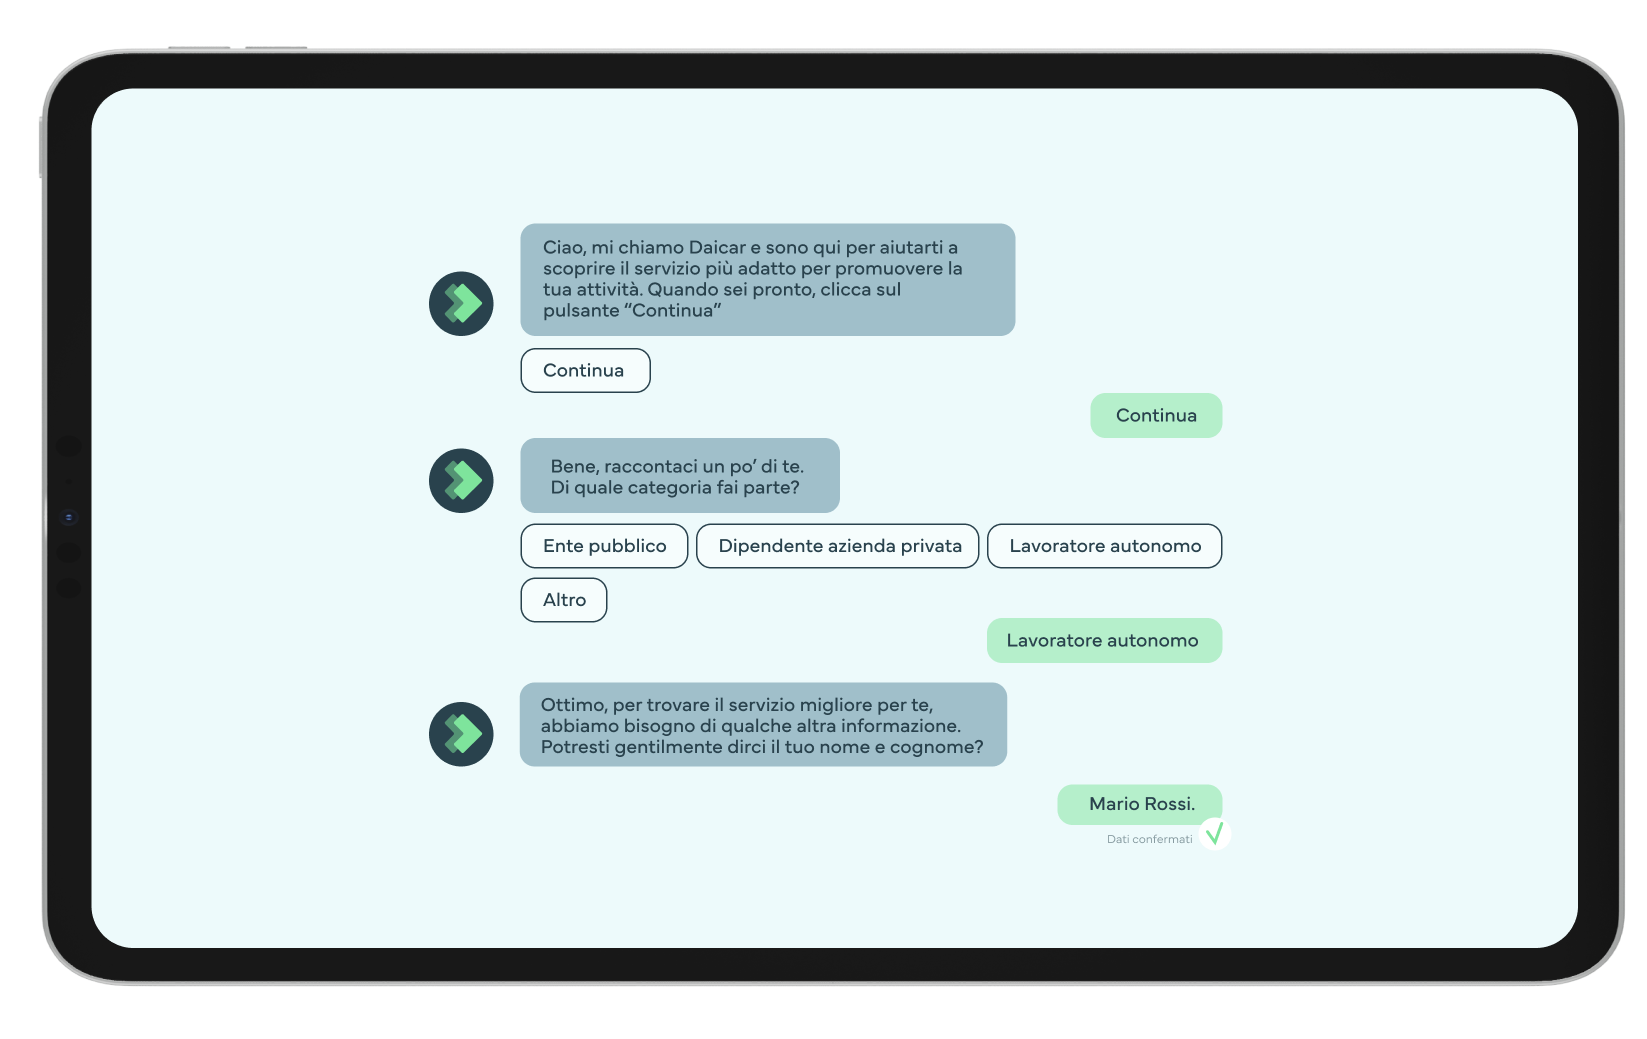 Ciao, mi chiamo Daicar e sono qui per aiutarti a
scoprire il servizio più adatto per promuovere la
tua attività. Quando sei pronto, clicca sul
pulsante “Continua”
Continua
Continua
Bene, raccontaci un po’ di te.
Di quale categoria fai parte?
Ente pubblico
Dipendente azienda privata
Lavoratore autonomo
Altro
Lavoratore autonomo
Ottimo, per trovare il servizio migliore per te,
abbiamo bisogno di qualche altra informazione.
Potresti gentilmente dirci il tuo nome e cognome?
Mario Rossi.
Dati confermati